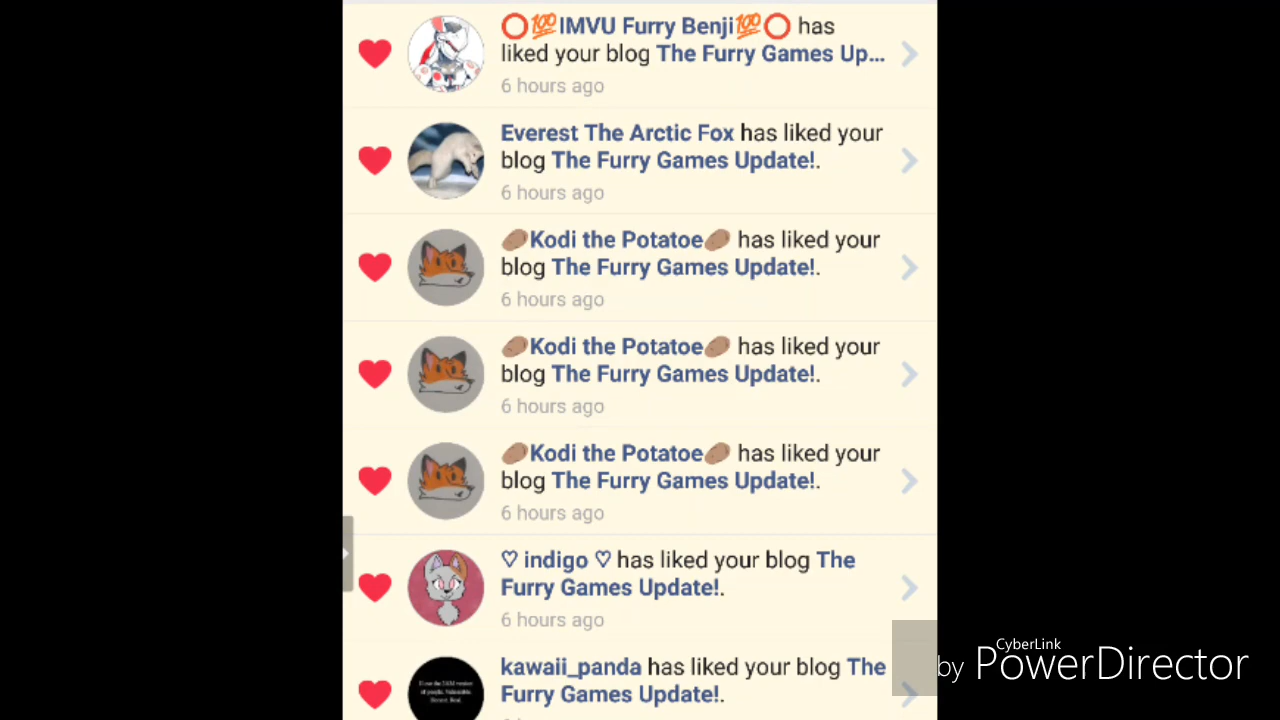 ⭕💯IMVU Furry Benji💯⭕ has
liked your blog The Furry Games Up...
6 hours ago
Everest The Arctic Fox has liked your
blog The Furry Games Update!.
6 hours ago
🥔Kodi the Potatoe🥔 has liked your
blog The Furry Games Update!.
6 hours ago
🥔Kodi the Potatoe🥔 has liked your
blog The Furry Games Update!.
6 hours ago
🥔Kodi the Potatoe🥔 has liked your
blog The Furry Games Update!.
6 hours ago
♡ indigo ♡ has liked your blog The
Furry Games Update!.
6 hours ago
kawaii_panda has liked your blog The
Furry Games Update!.
CyberLink
by PowerDirector